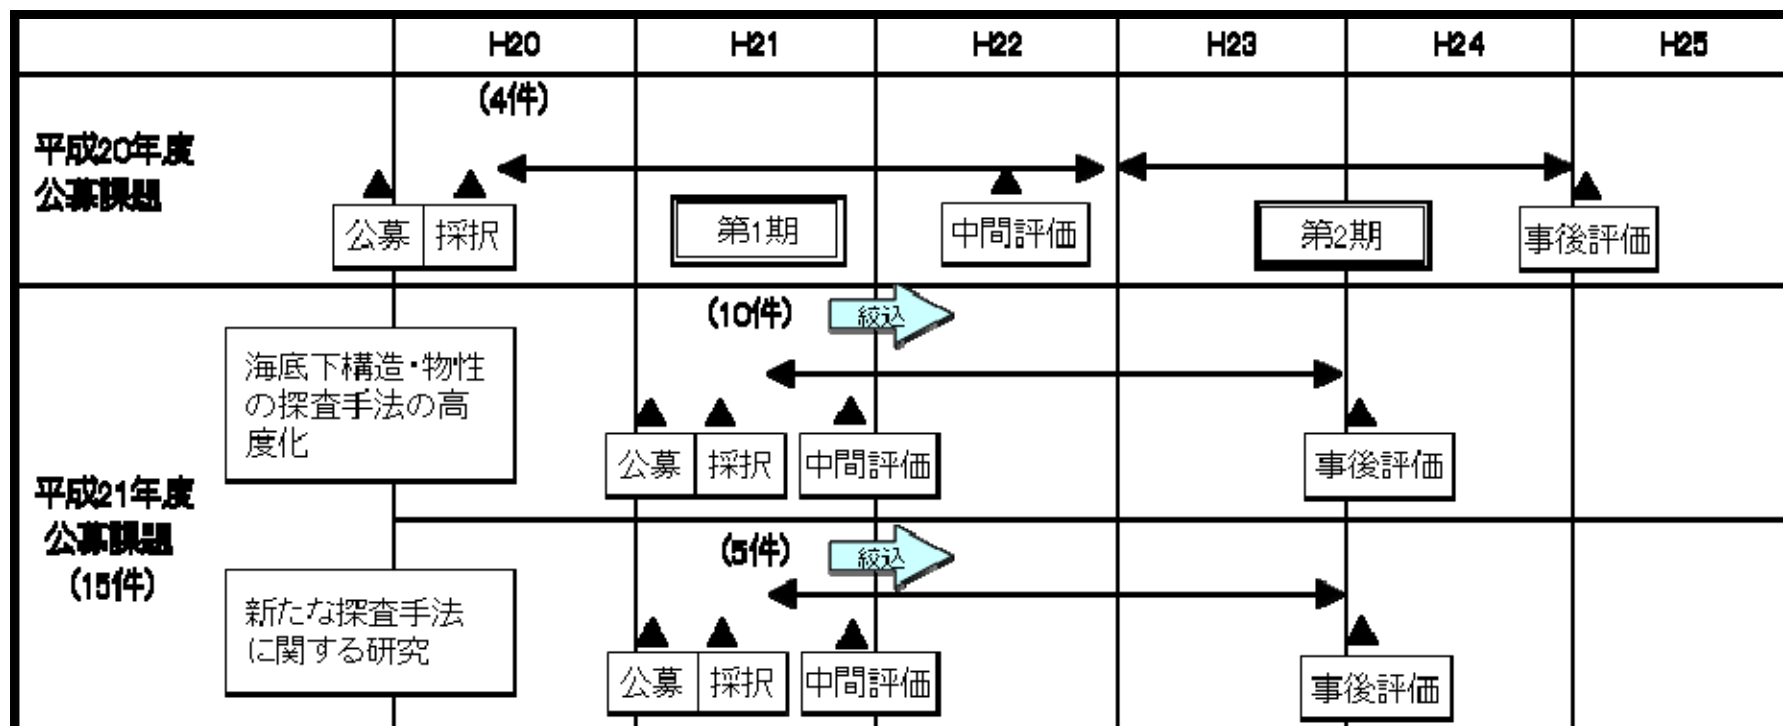 H20 H21 H22 H23 H24 H25
(4件)
平成20年度
公募課題
公募 採択 第1期 中間評価 第2期 事後評価
(10件) 絞込
海底下構造・物性
の探査手法の高
度化
公募 採択 中間評価 事後評価
平成21年度
公募課題
(15件)
(5件) 絞込
新たな探査手法
に関する研究
公募 採択 中間評価 事後評価